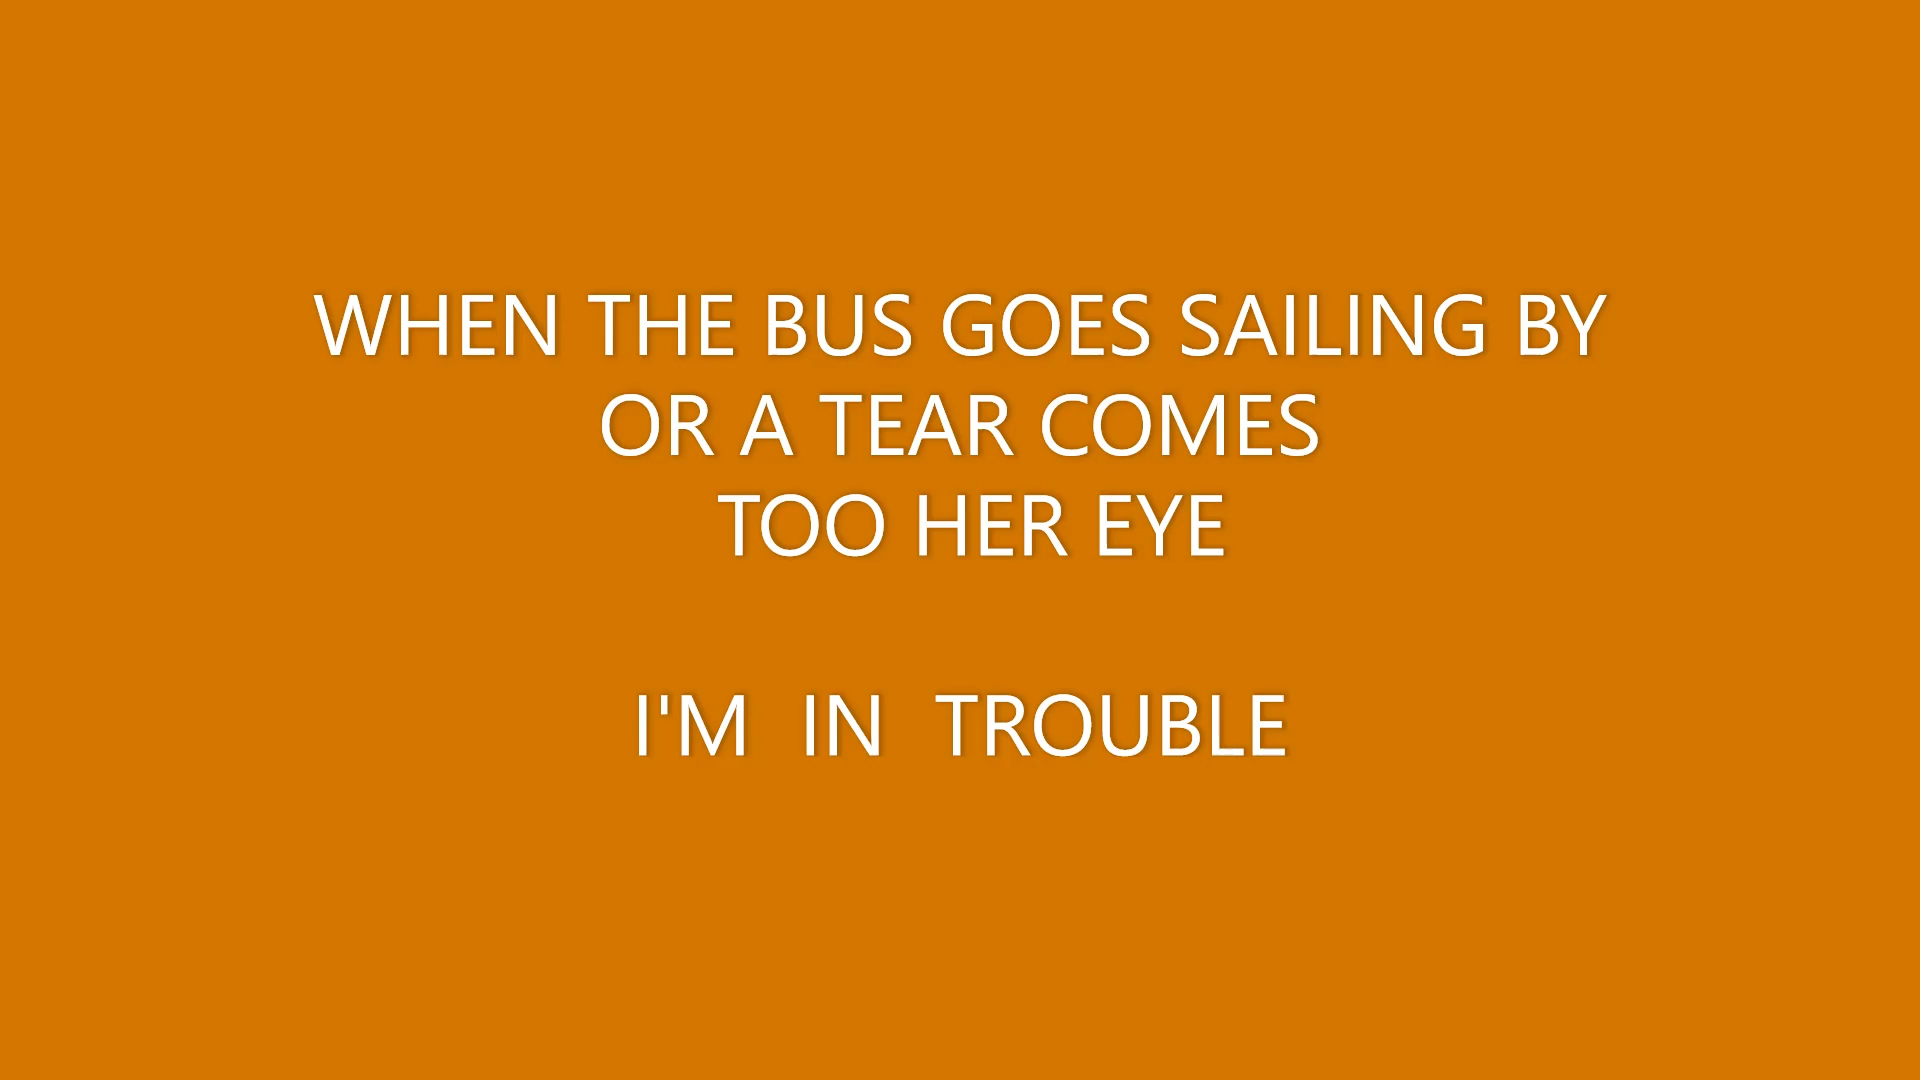 WHEN THE BUS GOES SAILING BY
OR A TEAR COMES
TOO HER EYE
I'M  IN  TROUBLE